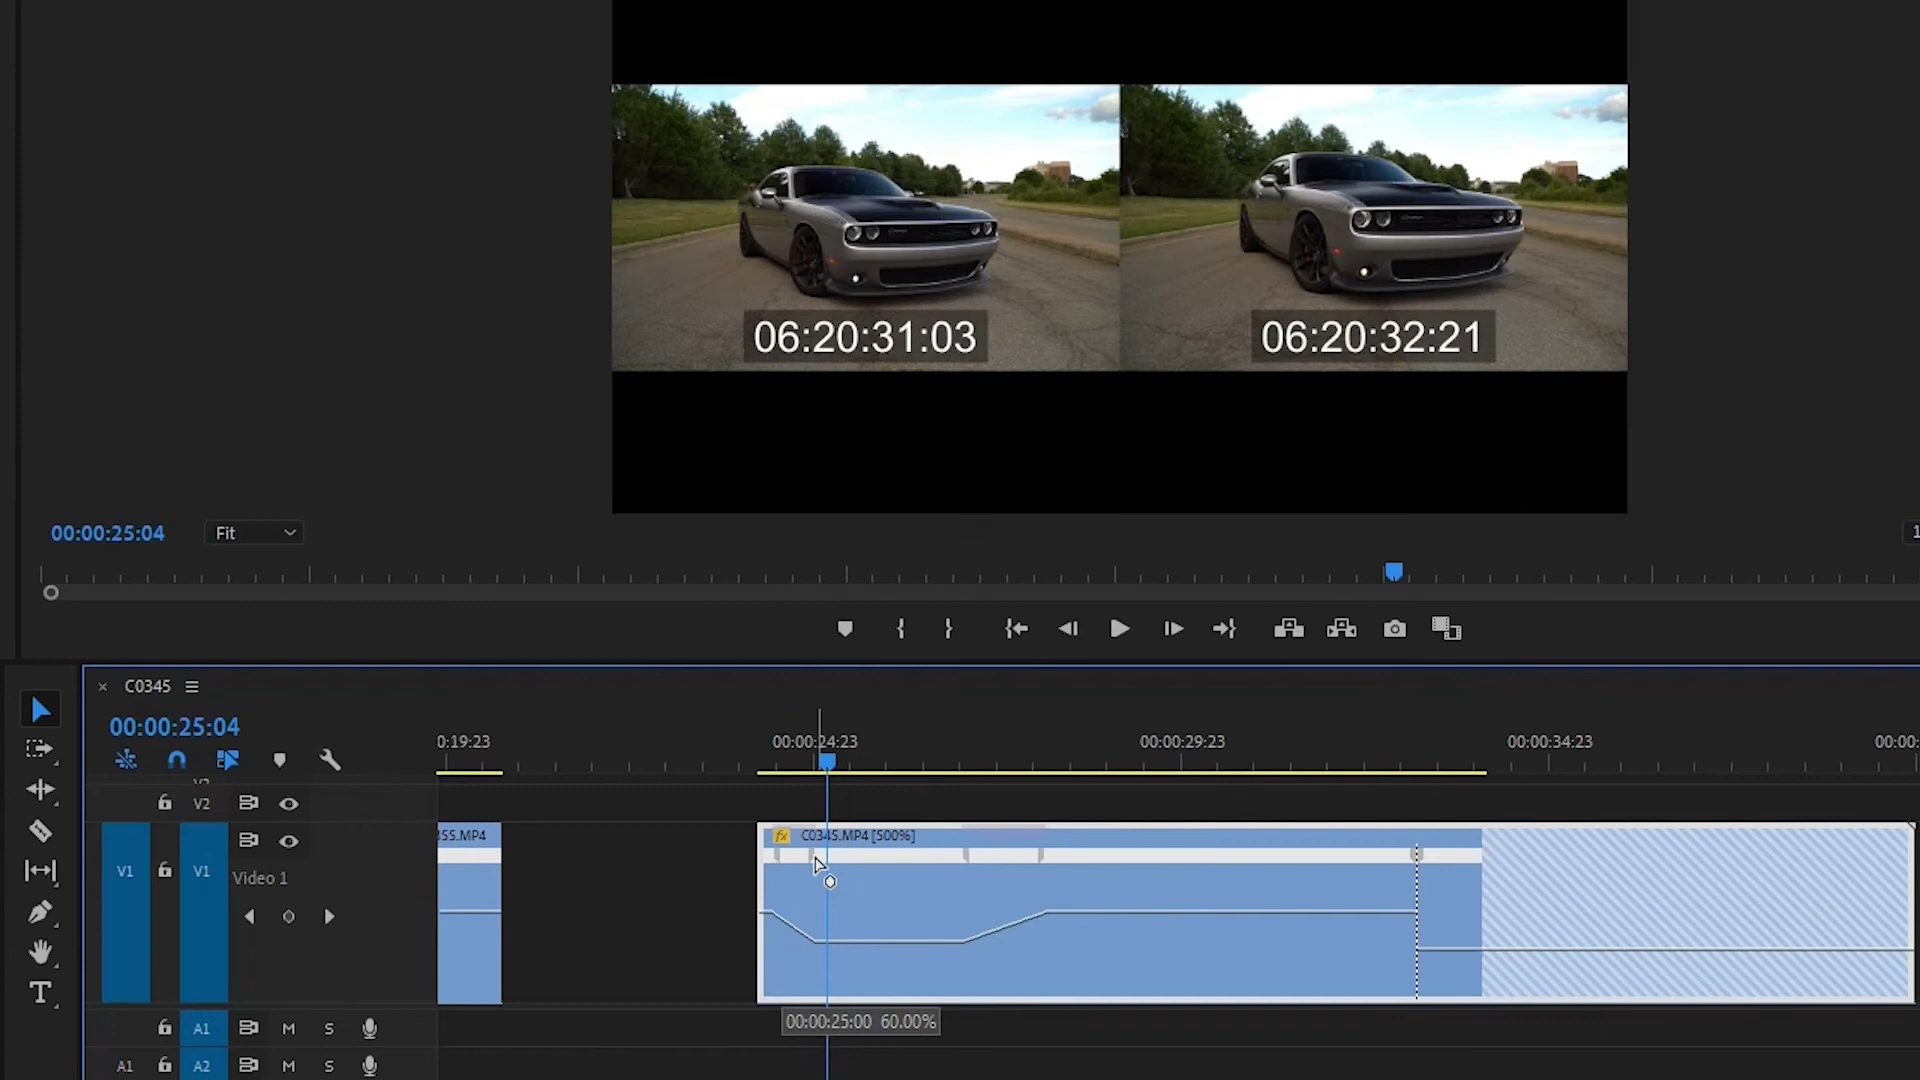 06:20:31:03
06:20:32:21
00:00:25:04
Fit
1
× C0345
00:00:25:04
0:19:23
00:00:24:23
00:00:29:23
00:00:34:23
00:00:
V2
V1
V1
Video 1
55.MP4
fx C0345.MP4 [500%]
00:00:25:00 60.00%
T
A1 M S
A1 A2 M S